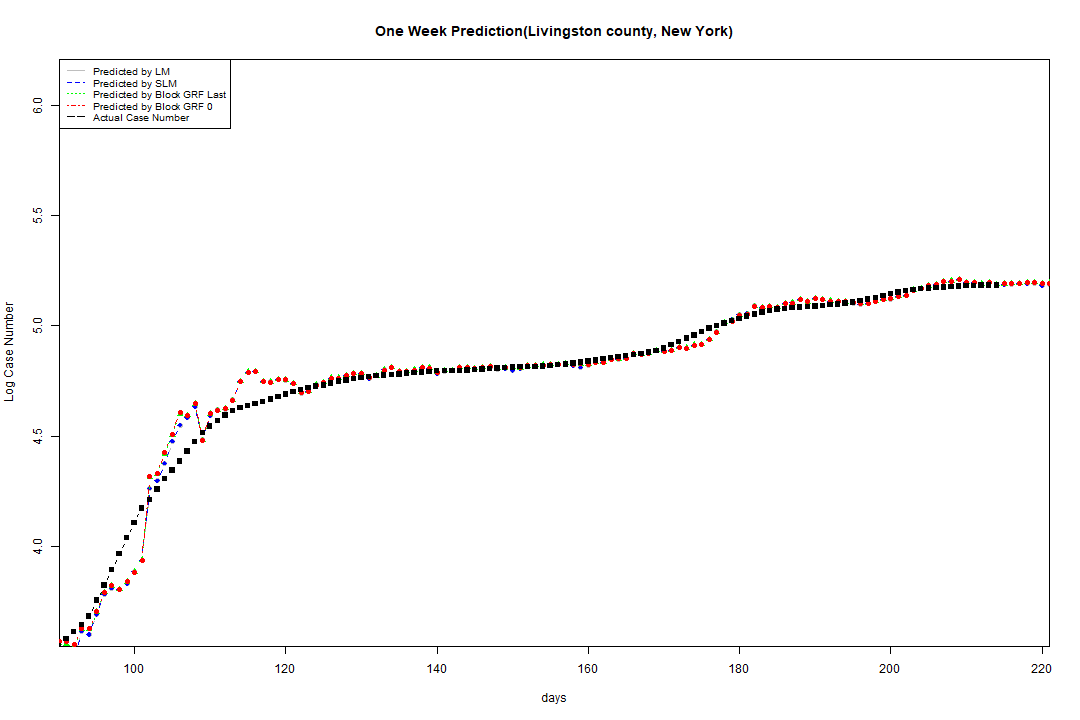 One Week Prediction(Livingston county, New York)
Predicted by LM
Predicted by SLM
Predicted by Block GRF Last
Predicted by Block GRF 0
Actual Case Number
6.0
5.5
5.0
4.5
4.0
Log Case Number
100 120 140 160 180 200 220
days